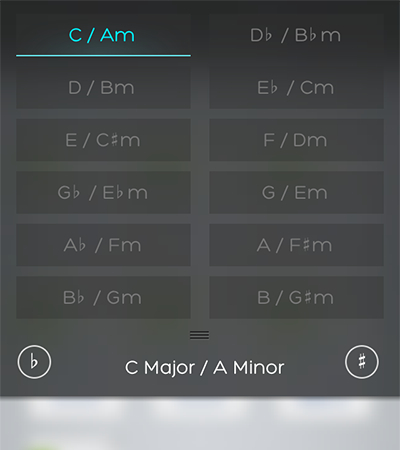 C / Am
D♭ / B♭m
D / Bm
E♭ / Cm
E / C♯m
F / Dm
G♭ / E♭m
G / Em
A♭ / Fm
A / F♯m
B♭ / Gm
B / G♯m
♭
C Major / A Minor
♯